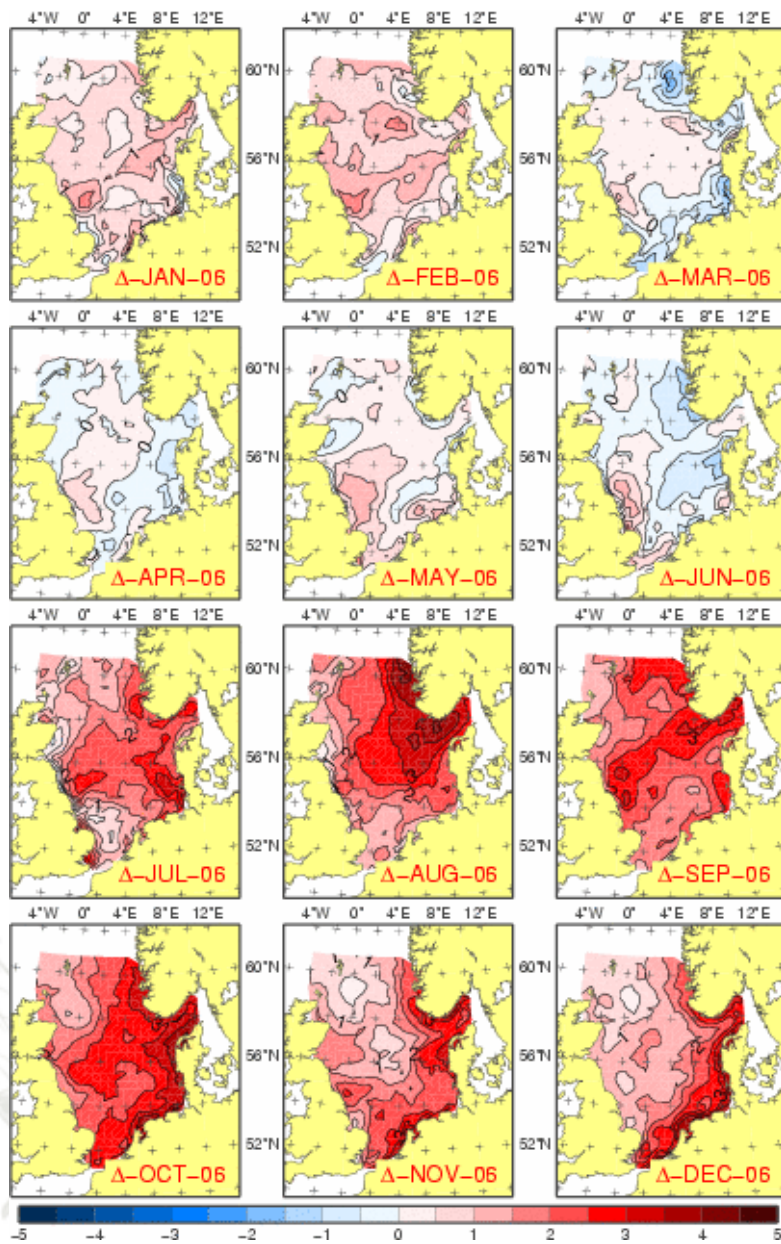 4°W 0° 4°E 8°E 12°E 4°W 0° 4°E 8°E 12°E 4°W 0° 4°E 8°E 12°E
60°N 60°N
56°N 56°N
52°N 52°N
Δ-JAN-06 Δ-FEB-06 Δ-MAR-06
4°W 0° 4°E 8°E 12°E 4°W 0° 4°E 8°E 12°E 4°W 0° 4°E 8°E 12°E
60°N 60°N
56°N 56°N
52°N 52°N
Δ-APR-06 Δ-MAY-06 Δ-JUN-06
4°W 0° 4°E 8°E 12°E 4°W 0° 4°E 8°E 12°E 4°W 0° 4°E 8°E 12°E
60°N 60°N
56°N 56°N
52°N 52°N
Δ-JUL-06 Δ-AUG-06 Δ-SEP-06
4°W 0° 4°E 8°E 12°E 4°W 0° 4°E 8°E 12°E 4°W 0° 4°E 8°E 12°E
60°N 60°N
56°N 56°N
52°N 52°N
Δ-OCT-06 Δ-NOV-06 Δ-DEC-06
-5 -4 -3 -2 -1 0 1 2 3 4 5